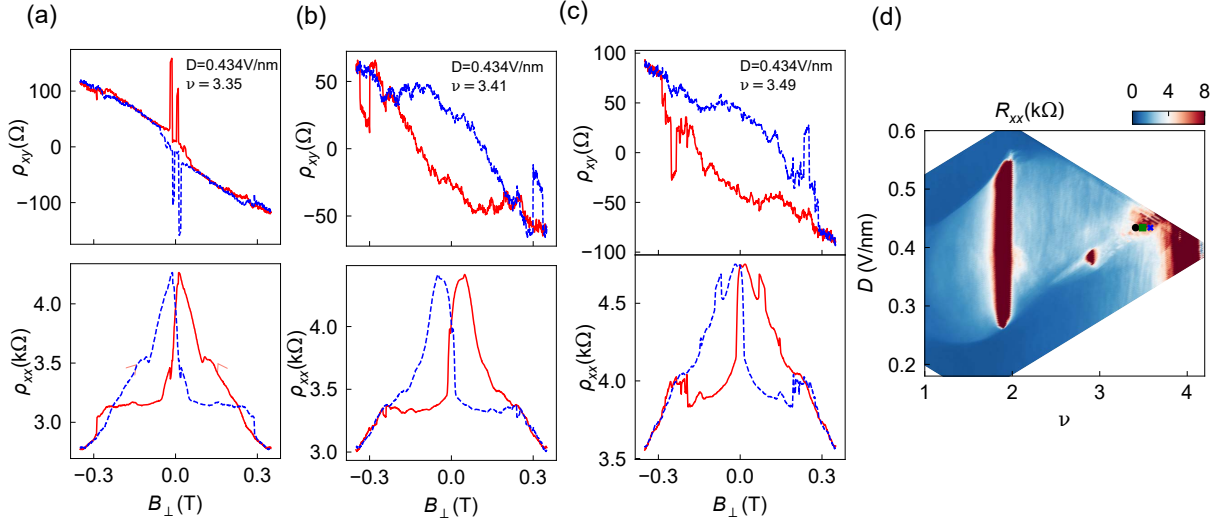 (a)
ρxy(Ω)
100
0
−100
D=0.434V/nm
ν = 3.35
ρxx(kΩ)
4.0
3.5
3.0
−0.3
0.0
0.3
B⊥(T)
(b)
ρxy(Ω)
50
0
−50
D=0.434V/nm
ν = 3.41
ρxx(kΩ)
4.0
3.5
3.0
−0.3
0.0
0.3
B⊥(T)
(c)
ρxy(Ω)
100
50
0
−50
−100
D=0.434V/nm
ν = 3.49
ρxx(kΩ)
4.5
4.0
3.5
−0.3
0.0
0.3
B⊥(T)
(d)
0
4
8
Rxx(kΩ)
D (V/nm)
0.6
0.5
0.4
0.3
0.2
1
2
3
4
ν